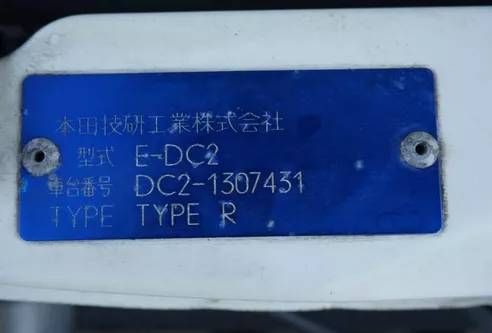 本田技研工業株式会社
型式 E-DC2
車台番号 DC2-1307431
TYPE TYPE R